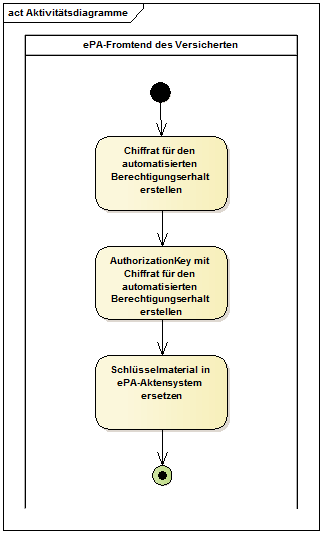 act Aktivitätsdiagramme
ePA-Fromtend des Versicherten
Chiffrat für den
automatisierten
Berechtigungserhalt
erstellen
AuthorizationKey mit
Chiffrat für den
automatisierten
Berechtigungserhalt
erstellen
Schlüsselmaterial in
ePA-Aktensystem
ersetzen